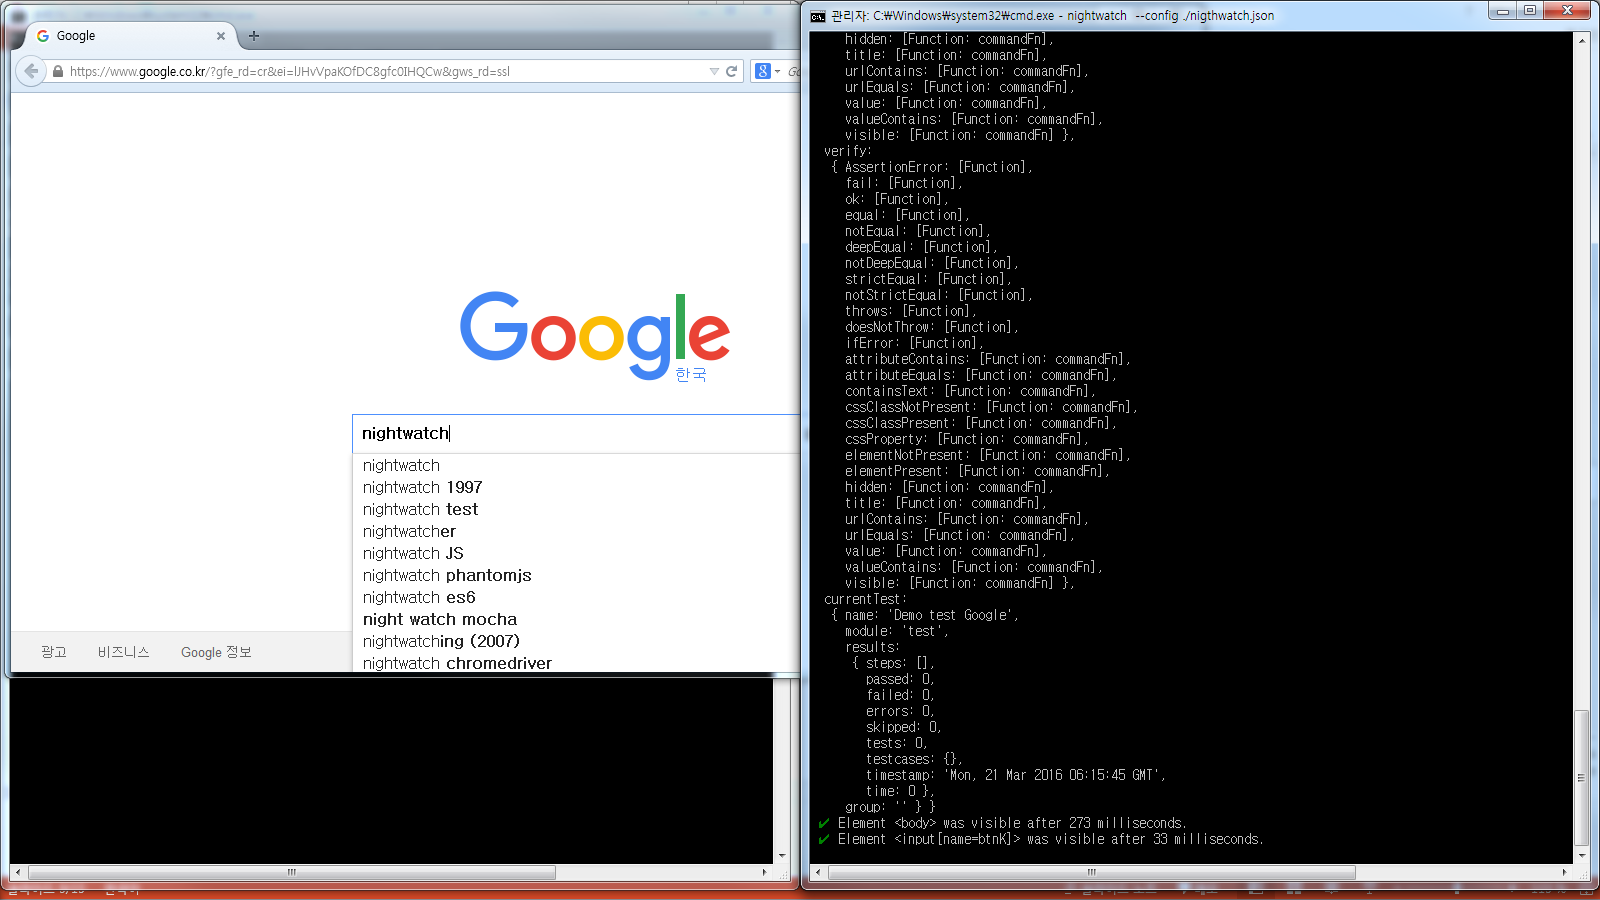 Google
https://www.google.co.kr/?gfe_rd=cr&ei=lJHvVpaKOfDC8gfc0IHQCw&gws_rd=ssl
Google
한국
nightwatch
nightwatch
nightwatch 1997
nightwatch test
nightwatcher
nightwatch JS
nightwatch phantomjs
nightwatch es6
night watch mocha
nightwatching (2007)
nightwatch chromedriver
광고 비즈니스 Google 정보
관리자: C:₩Windows₩system32₩cmd.exe - nightwatch --config ./nigthwatch.json
hidden: [Function: commandFn],
title: [Function: commandFn],
urlContains: [Function: commandFn],
urlEquals: [Function: commandFn],
value: [Function: commandFn],
valueContains: [Function: commandFn],
visible: [Function: commandFn] },
verify:
{ AssertionError: [Function],
fail: [Function],
ok: [Function],
equal: [Function],
notEqual: [Function],
deepEqual: [Function],
notDeepEqual: [Function],
strictEqual: [Function],
notStrictEqual: [Function],
throws: [Function],
doesNotThrow: [Function],
ifError: [Function],
attributeContains: [Function: commandFn],
attributeEquals: [Function: commandFn],
containsText: [Function: commandFn],
cssClassNotPresent: [Function: commandFn],
cssClassPresent: [Function: commandFn],
cssProperty: [Function: commandFn],
elementNotPresent: [Function: commandFn],
elementPresent: [Function: commandFn],
hidden: [Function: commandFn],
title: [Function: commandFn],
urlContains: [Function: commandFn],
urlEquals: [Function: commandFn],
value: [Function: commandFn],
valueContains: [Function: commandFn],
visible: [Function: commandFn] },
currentTest:
{ name: 'Demo test Google',
module: 'test',
results:
{ steps: [],
passed: 0,
failed: 0,
errors: 0,
skipped: 0,
tests: 0,
testcases: {},
timestamp: 'Mon, 21 Mar 2016 06:15:45 GMT',
time: 0 },
group: '' } }
✔ Element <body> was visible after 273 milliseconds.
✔ Element <input[name=btnK]> was visible after 33 milliseconds.